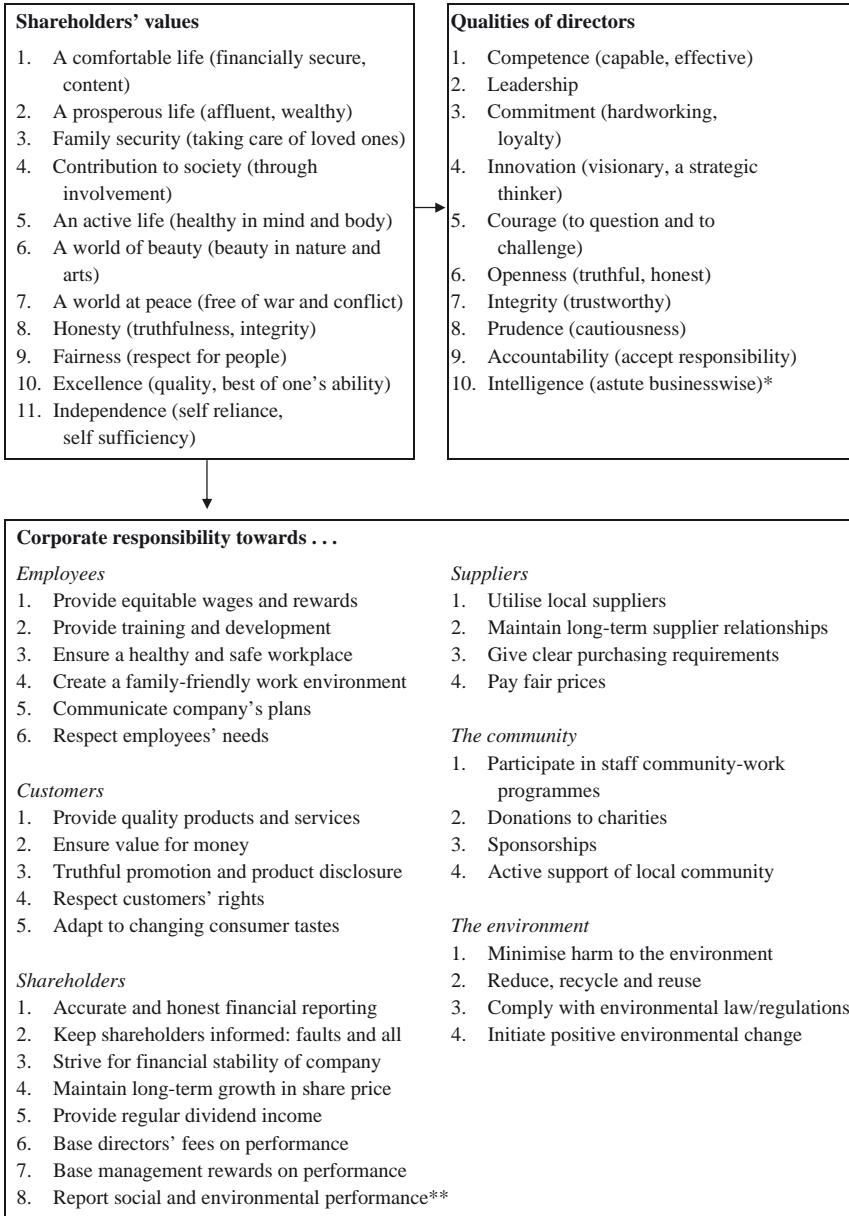 Shareholders' values
1. A comfortable life (financially secure,
content)
2. A prosperous life (affluent, wealthy)
3. Family security (taking care of loved ones)
4. Contribution to society (through
involvement)
5. An active life (healthy in mind and body)
6. A world of beauty (beauty in nature and
arts)
7. A world at peace (free of war and conflict)
8. Honesty (truthfulness, integrity)
9. Fairness (respect for people)
10. Excellence (quality, best of one's ability)
11. Independence (self reliance,
self sufficiency)
Qualities of directors
1. Competence (capable, effective)
2. Leadership
3. Commitment (hardworking,
loyalty)
4. Innovation (visionary, a strategic
thinker)
5. Courage (to question and to
challenge)
6. Openness (truthful, honest)
7. Integrity (trustworthy)
8. Prudence (cautiousness)
9. Accountability (accept responsibility)
10. Intelligence (astute businesswise)*
Corporate responsibility towards . . .
Employees
1. Provide equitable wages and rewards
2. Provide training and development
3. Ensure a healthy and safe workplace
4. Create a family-friendly work environment
5. Communicate company's plans
6. Respect employees' needs
Customers
1. Provide quality products and services
2. Ensure value for money
3. Truthful promotion and product disclosure
4. Respect customers' rights
5. Adapt to changing consumer tastes
Shareholders
1. Accurate and honest financial reporting
2. Keep shareholders informed: faults and all
3. Strive for financial stability of company
4. Maintain long-term growth in share price
5. Provide regular dividend income
6. Base directors' fees on performance
7. Base management rewards on performance
8. Report social and environmental performance**
Suppliers
1. Utilise local suppliers
2. Maintain long-term supplier relationships
3. Give clear purchasing requirements
4. Pay fair prices
The community
1. Participate in staff community-work
programmes
2. Donations to charities
3. Sponsorships
4. Active support of local community
The environment
1. Minimise harm to the environment
2. Reduce, recycle and reuse
3. Comply with environmental law/regulations
4. Initiate positive environmental change